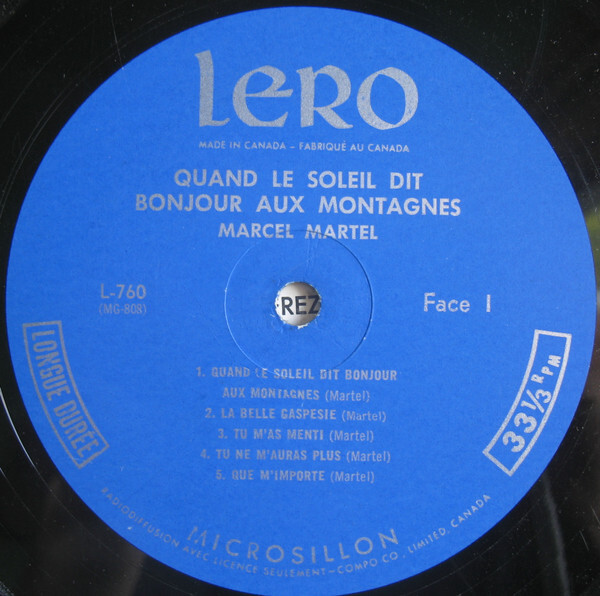 LERO
MADE IN CANADA – FABRIQUÉ AU CANADA
QUAND LE SOLEIL DIT
BONJOUR AUX MONTAGNES
MARCEL MARTEL
L-760
(MG-808)
REZ
Face 1
LONGUE DURÉE
33 1/3 RPM
1. QUAND LE SOLEIL DIT BONJOUR
AUX MONTAGNES (Martel)
2. LA BELLE GASPESIE (Martel)
3. TU M'AS MENTI (Martel)
4. TU NE M'AURAS PLUS (Martel)
5. QUE M'IMPORTE (Martel)
MICROSILLON
RADIODIFFUSION AVEC LICENCE SEULEMENT—COMPO CO., LIMITED, CANADA